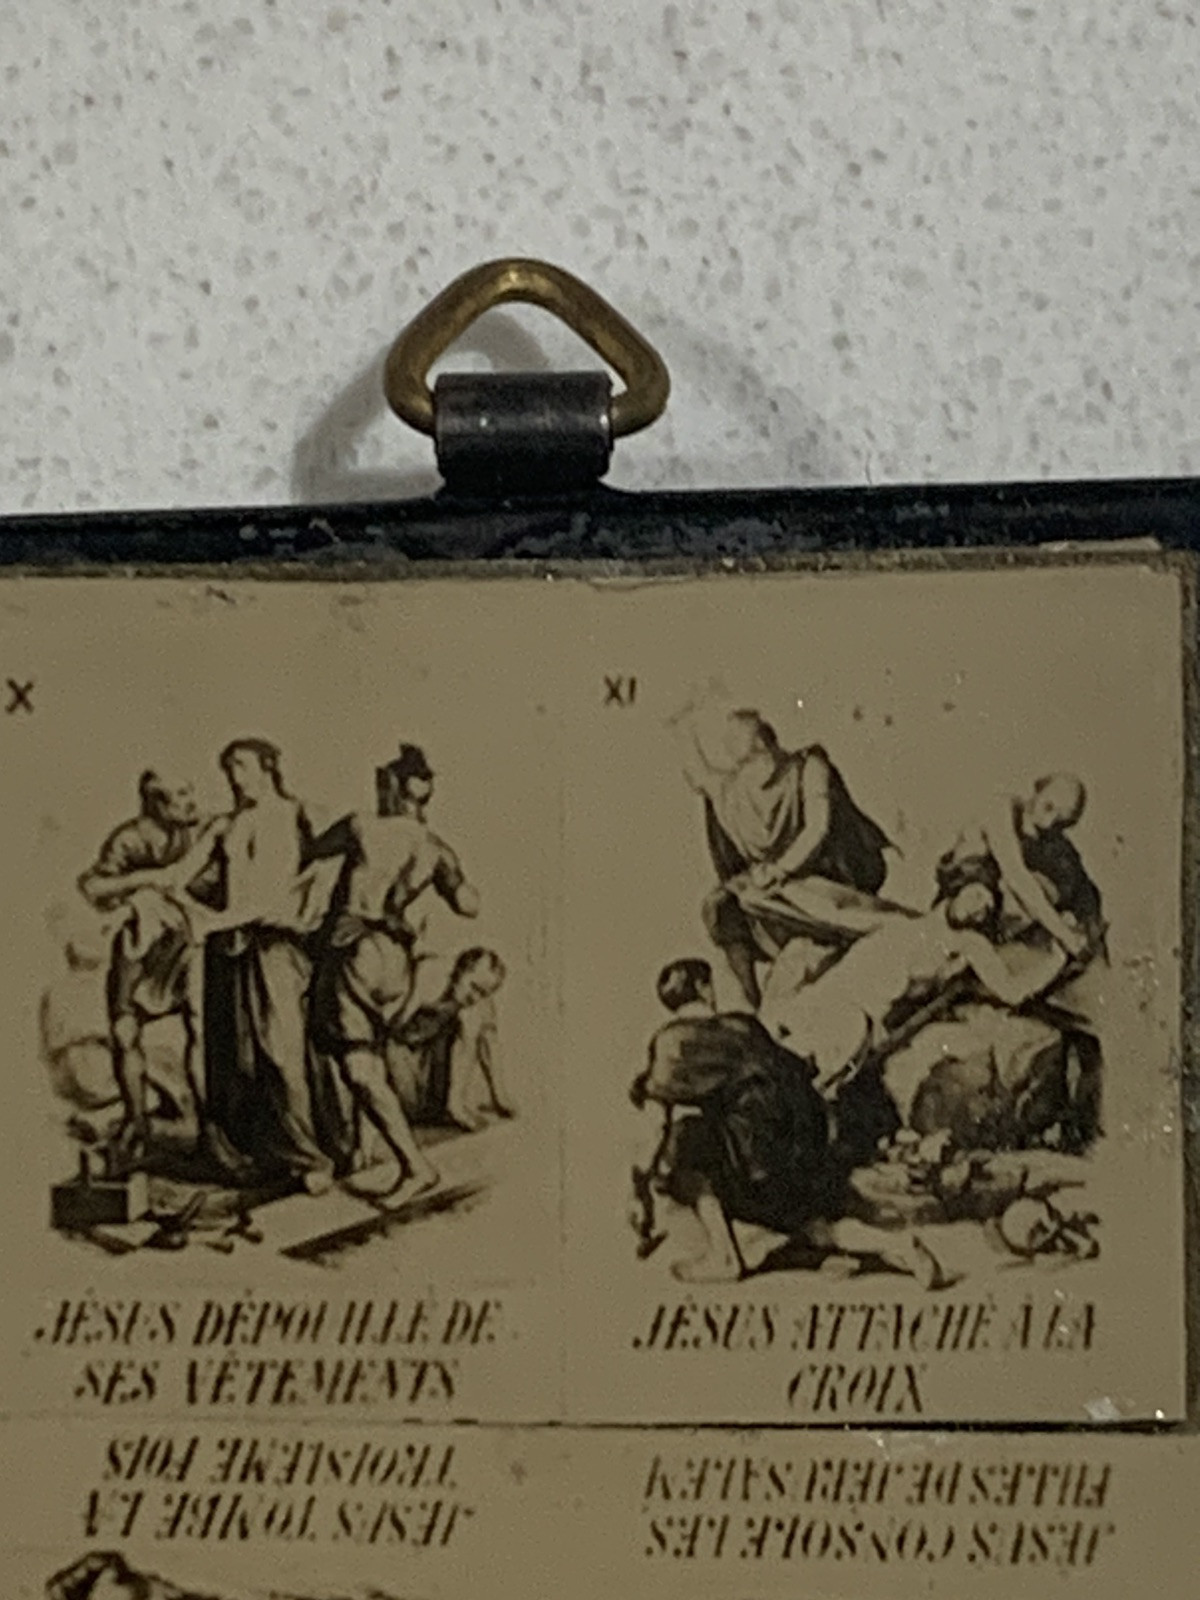 X
JÉSUS DÉPOUILLÉ DE
SES VÊTEMENTS
XI
JÉSUS ATTACHÉ À LA
CROIX
JÉSUS TOMBE LA
TROISIÈME FOIS
JÉSUS CONSOLE LES
FILLES DE JÉRUSALEM